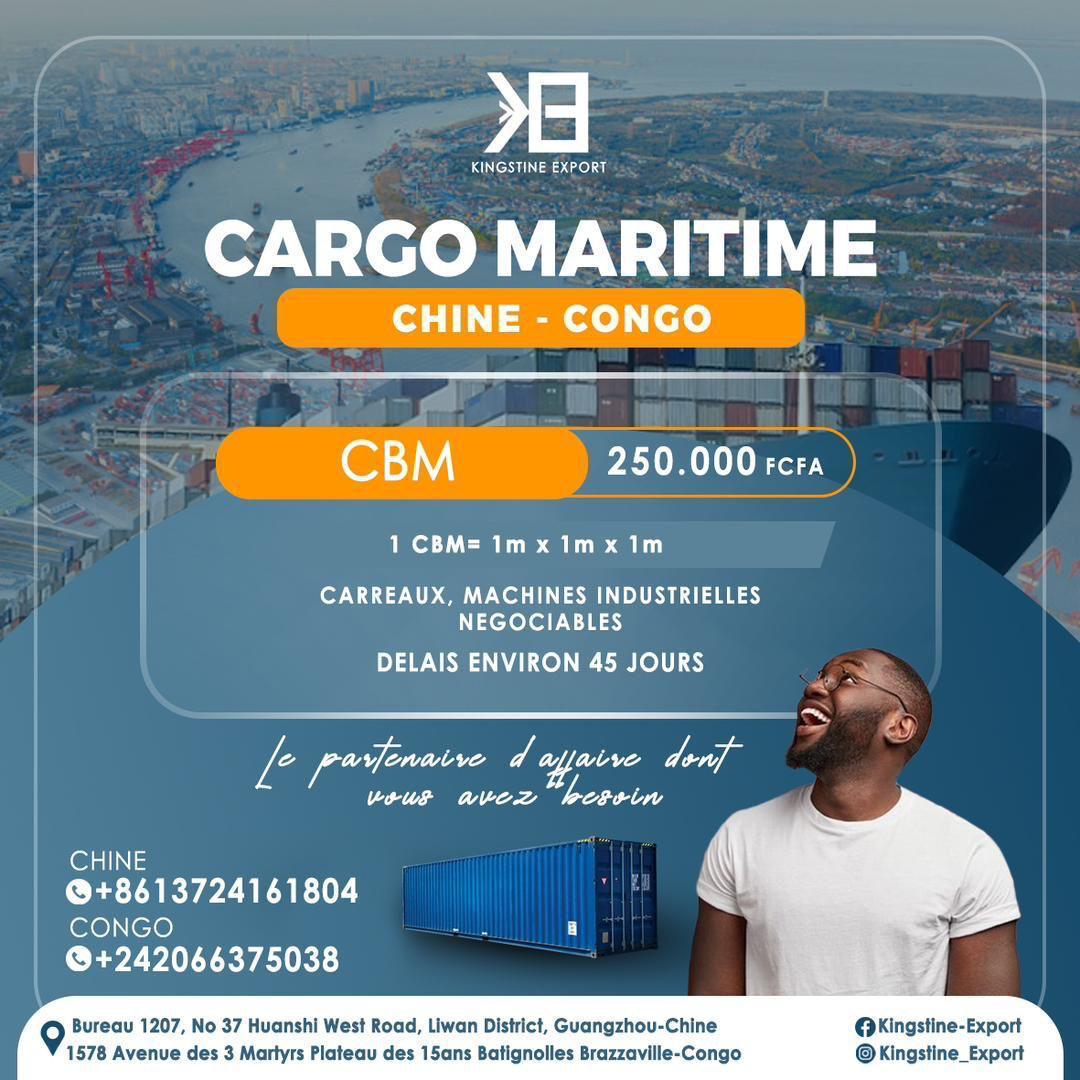 KINGSTINE EXPORT
CARGO MARITIME
CHINE - CONGO
CBM 250.000 FCFA
1 CBM= 1m x 1m x 1m
CARREAUX, MACHINES INDUSTRIELLES
NEGOCIABLES
DELAIS ENVIRON 45 JOURS
Le partenaire d'affaire dont
vous avez besoin
CHINE
+8613724161804
CONGO
+242066375038
Bureau 1207, No 37 Huanshi West Road, Liwan District, Guangzhou-Chine
1578 Avenue des 3 Martyrs Plateau des 15ans Batignolles Brazzaville-Congo
Kingstine-Export
Kingstine_Export